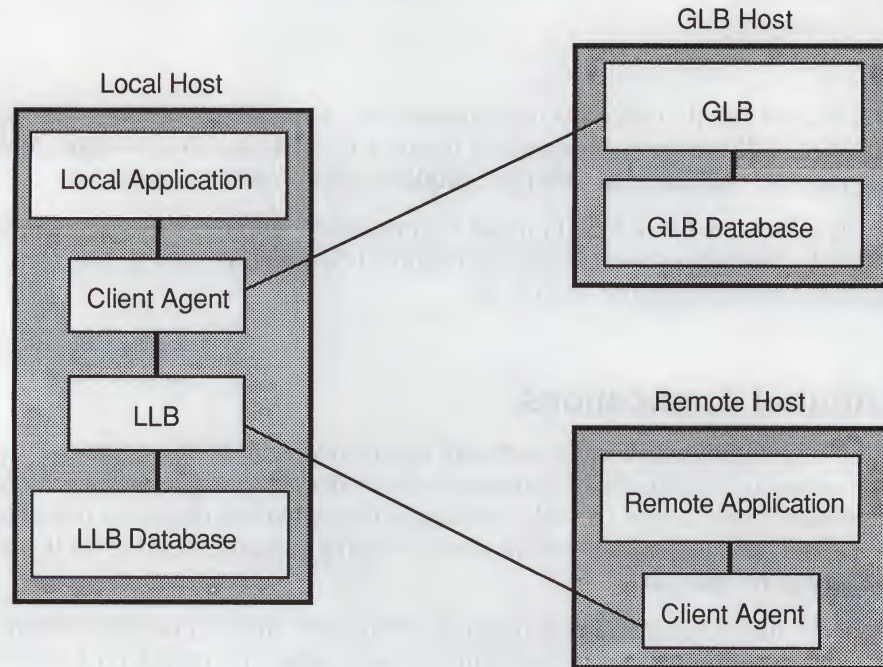 GLB Host
GLB
GLB Database
Local Host
Local Application
Client Agent
LLB
LLB Database
Remote Host
Remote Application
Client Agent